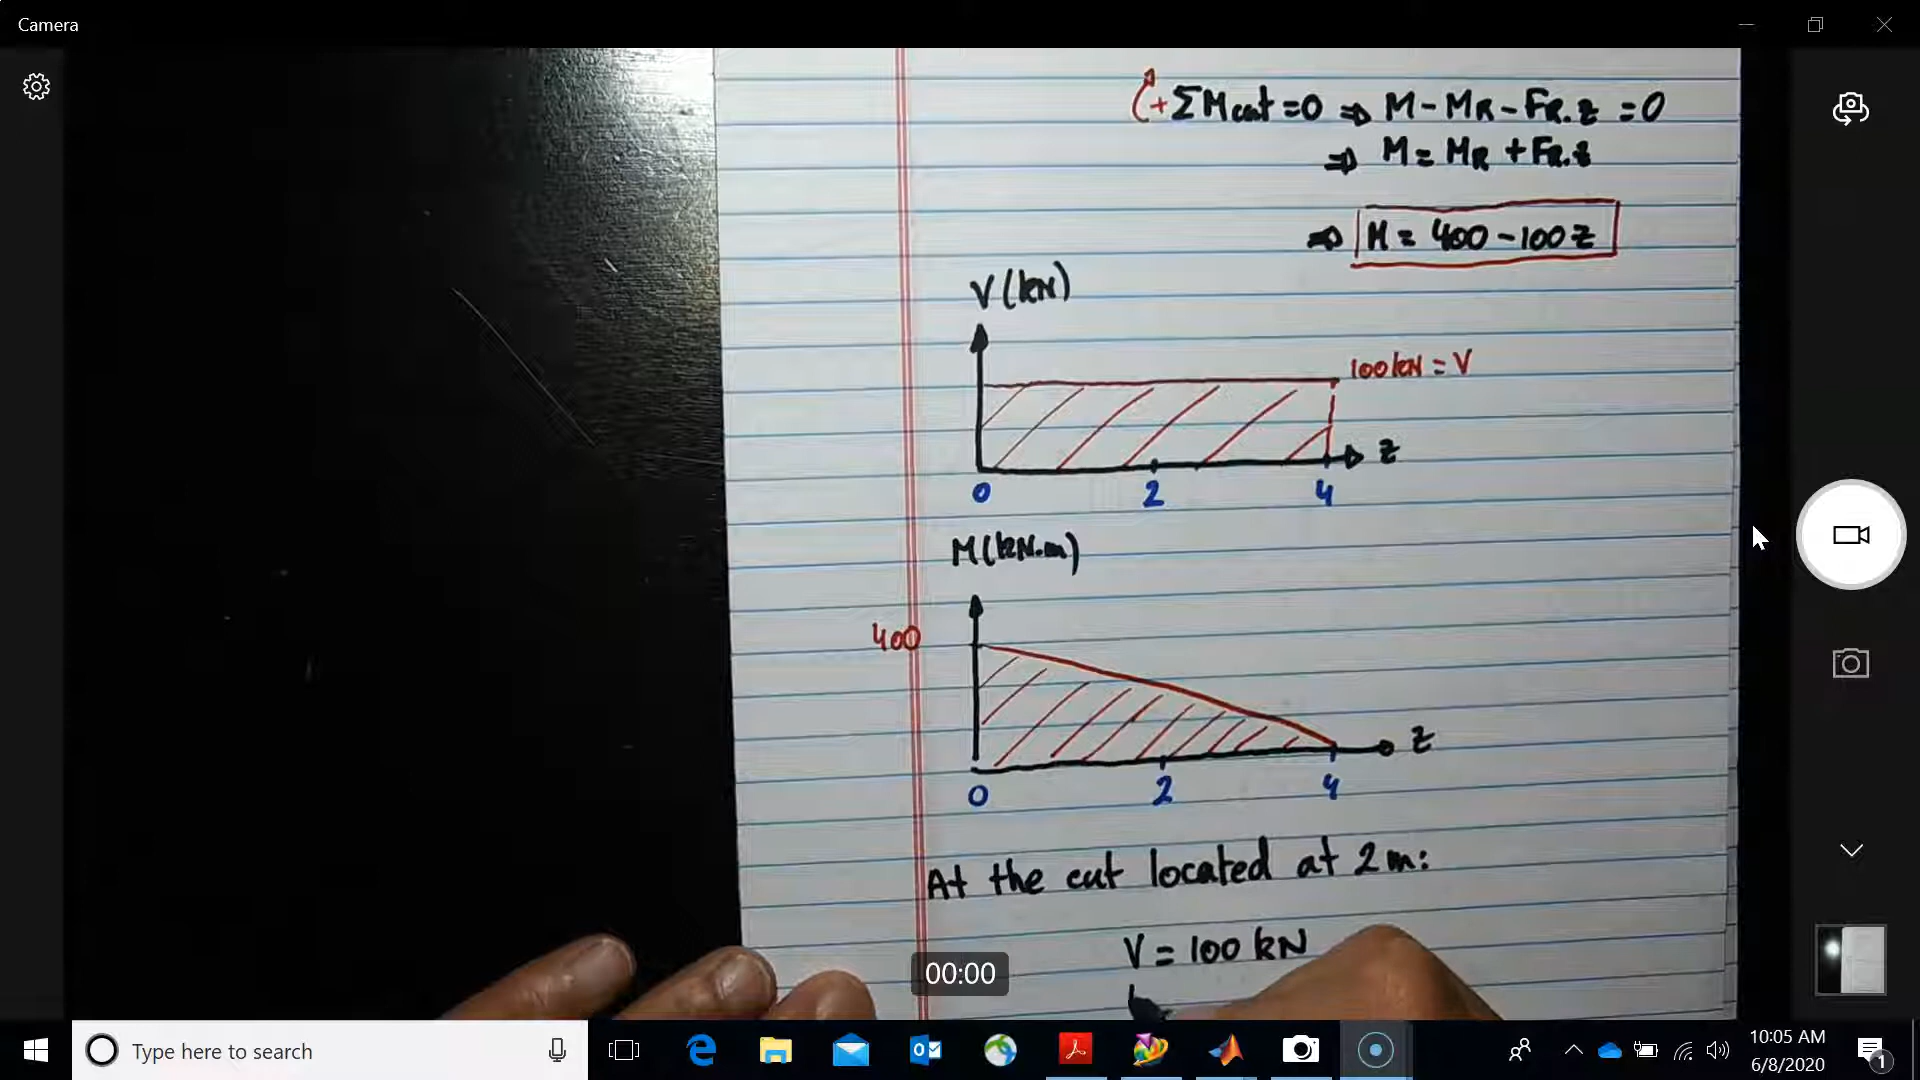 Camera
+ ΣMcut=0 ⇒ M-MR-FR.z=0
⇒ M=MR+FR.z
⇒ M=400-100z
V(kN)
100kN=V
z
0 2 4
M(kN.m)
400
z
0 2 4
At the cut located at 2m:
V=100 kN
00:00
Type here to search
10:05 AM
6/8/2020
1